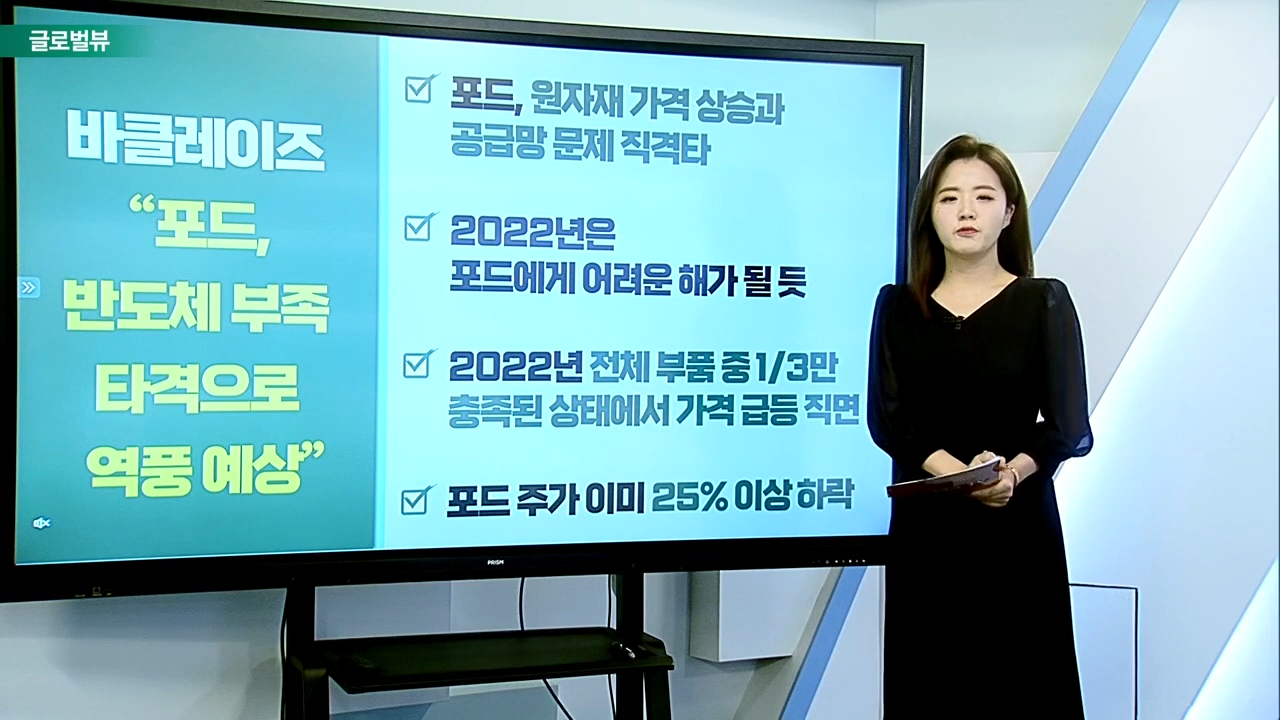 글로벌뷰
바클레이즈
“포드,
반도체 부족
타격으로
역풍 예상”
포드, 원자재 가격 상승과
공급망 문제 직격타
2022년은
포드에게 어려운 해가 될 듯
2022년 전체 부품 중 1/3만
충족된 상태에서 가격 급등 직면
포드 주가 이미 25% 이상 하락
PRISM